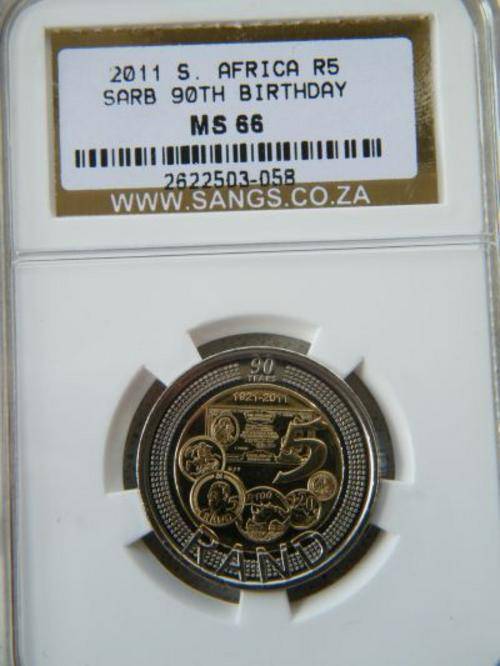 2011 S. AFRICA R5
SARB 90TH BIRTHDAY
MS 66
2622503-058
WWW.SANGS.CO.ZA
90
YEARS
1921-2011
5
RAND